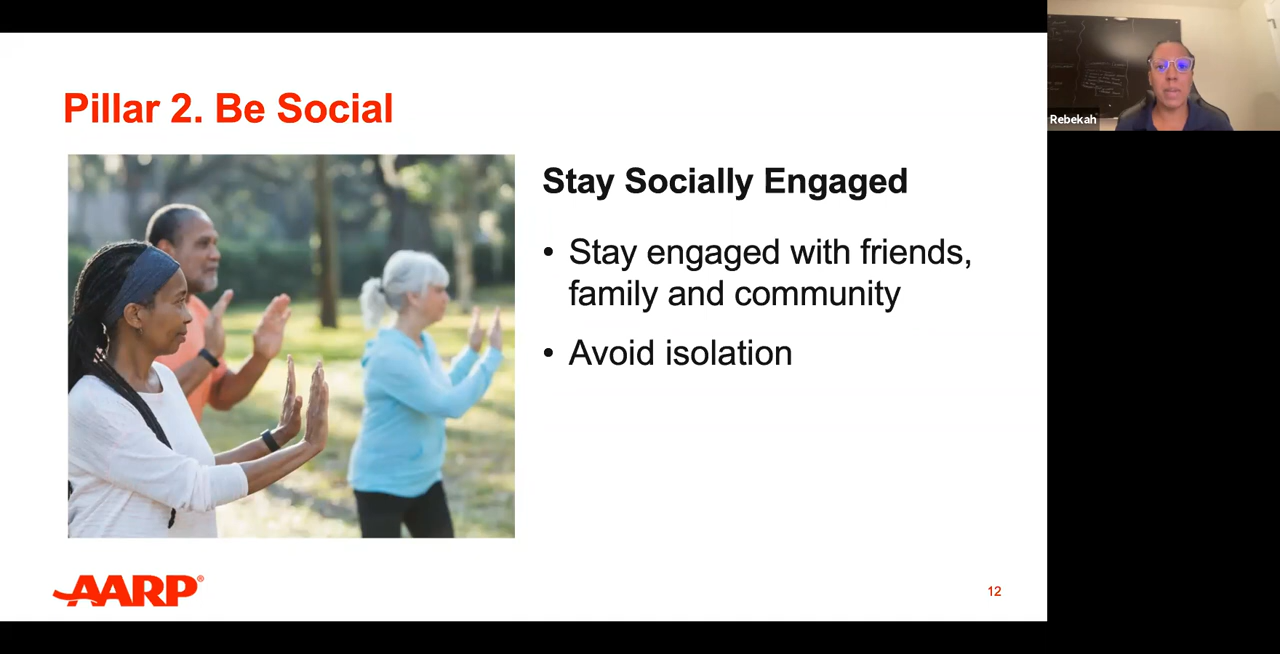 Pillar 2. Be Social
Rebekah
Stay Socially Engaged
• Stay engaged with friends,
family and community
• Avoid isolation
AARP®
12